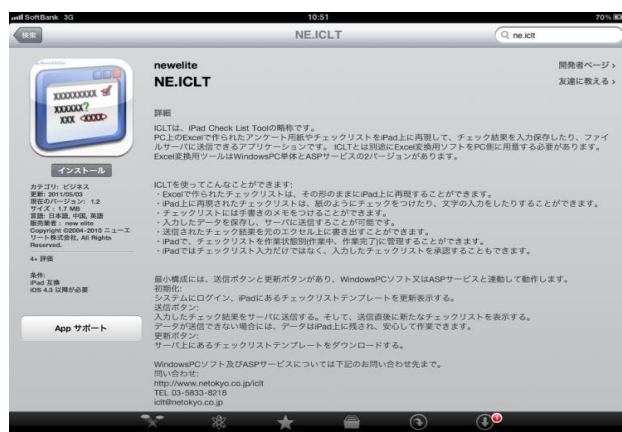 SoftBank 3G
10:51
70%
検索
NE.ICLT
ne.iclt
newelite
NE.ICLT
開発者ページ ›
友達に教える ›
インストール
カテゴリ: ビジネス
更新: 2011/05/03
現在のバージョン: 1.2
サイズ: 1.7 MB
言語: 日本語, 中国, 英語
販売業者: new elite
Copyright ©2004-2010 ニューエ
リート株式会社, All Rights
Reserved.
4+ 評価
条件:
iPad 互換
iOS 4.3 以降が必要
App サポート
詳細
ICLTは、iPad Check List Toolの略称です。
PC上のExcelで作られたアンケート用紙やチェックリストをiPad上に再現して、チェック結果を入力保存したり、ファイ
ルサーバに送信できるアプリケーションです。 ICLTとは別途にExcel変換用ソフトをPC側に用意する必要があります。
Excel変換用ツールはWindowsPC単体とASPサービスの2バージョンがあります。
ICLTを使ってこんなことができます:
・Excelで作られたチェックリストは、その形のままにiPad上に再現することができます。
・iPad上に再現されたチェックリストは、紙のようにチェックをつけたり、文字の入力をしたりすることができます。
・チェックリストには手書きのメモをつけることができます。
・入力したデータを保存し、サーバに送信することが可能です。
・送信されたチェック結果を元のエクセル上に書き出すことができます。
・iPadで、チェックリストを作業状態別(作業中、作業完了)に管理することができます。
・iPadではチェックリスト入力だけではなく、入力したチェックリストを承認することもできます。
最小構成には、送信ボタンと更新ボタンがあり、WindowsPCソフト又はASPサービスと連動して動作します。
初期化:
システムにログイン、iPadにあるチェックリストテンプレートを更新表示する。
送信ボタン:
入力したチェック結果をサーバに送信する。そして、送信直後に新たなチェックリストを表示する。
データが送信できない場合には、データはiPad上に残され、安心して作業できます。
更新ボタン:
サーバ上にあるチェックリストテンプレートをダウンロードする。
WindowsPCソフト及びASPサービスについては下記のお問い合わせ先まで。
問い合わせ:
http://www.netokyo.co.jp/iclt
TEL 03-5833-8218
iclt@netokyo.co.jp